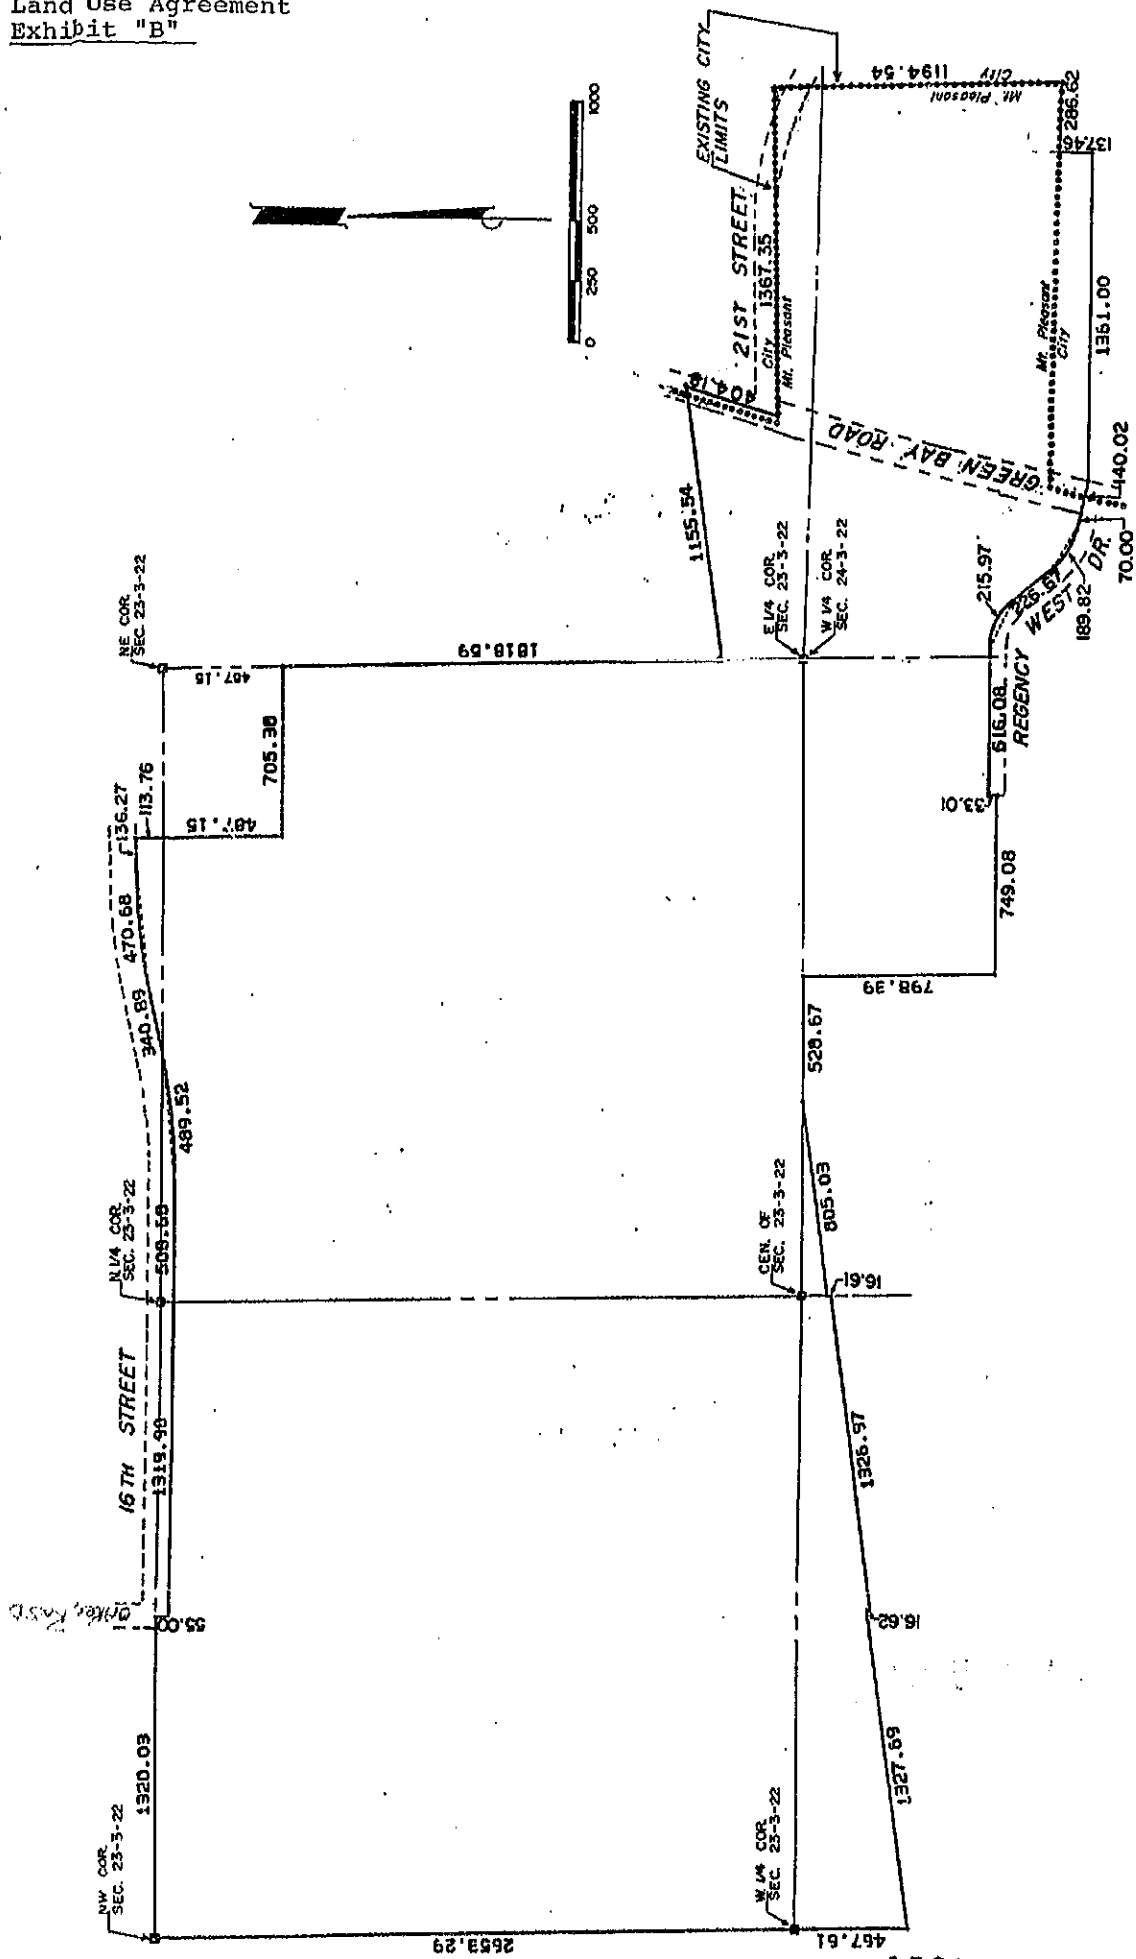 Land Use Agreement
Exhibit "B"
NW COR.
SEC. 23-3-22
1320.03
55.00
16TH STREET
1319.98
N 1/4 COR.
SEC. 23-3-22
489.52
340.89
470.68
136.27
113.76
487.15
705.38
NE COR.
SEC. 23-3-22
487.15
1818.59
1155.54
404.18
0
250
500
1000
EXISTING CITY
LIMITS
21ST STREET
1367.35
City
Mt. Pleasant
1194.54
City
Mt. Pleasant
286.62
137.46
Mt. Pleasant
City
1361.00
GREEN BAY ROAD
140.02
70.00
189.82
226.67
215.97
REGENCY WEST DR.
616.08
33.01
749.08
798.39
E 1/4 COR.
SEC. 23-3-22
W 1/4 COR.
SEC. 24-3-22
528.67
805.03
CEN. OF
SEC. 23-3-22
16.61
1326.97
16.62
1327.69
W 1/4 COR.
SEC. 23-3-22
467.61
2659.29